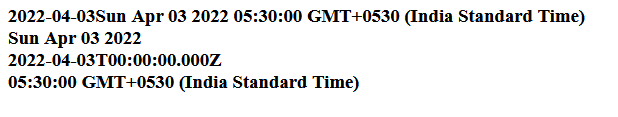 2022-04-03Sun Apr 03 2022 05:30:00 GMT+0530 (India Standard Time)
Sun Apr 03 2022
2022-04-03T00:00:00.000Z
05:30:00 GMT+0530 (India Standard Time)